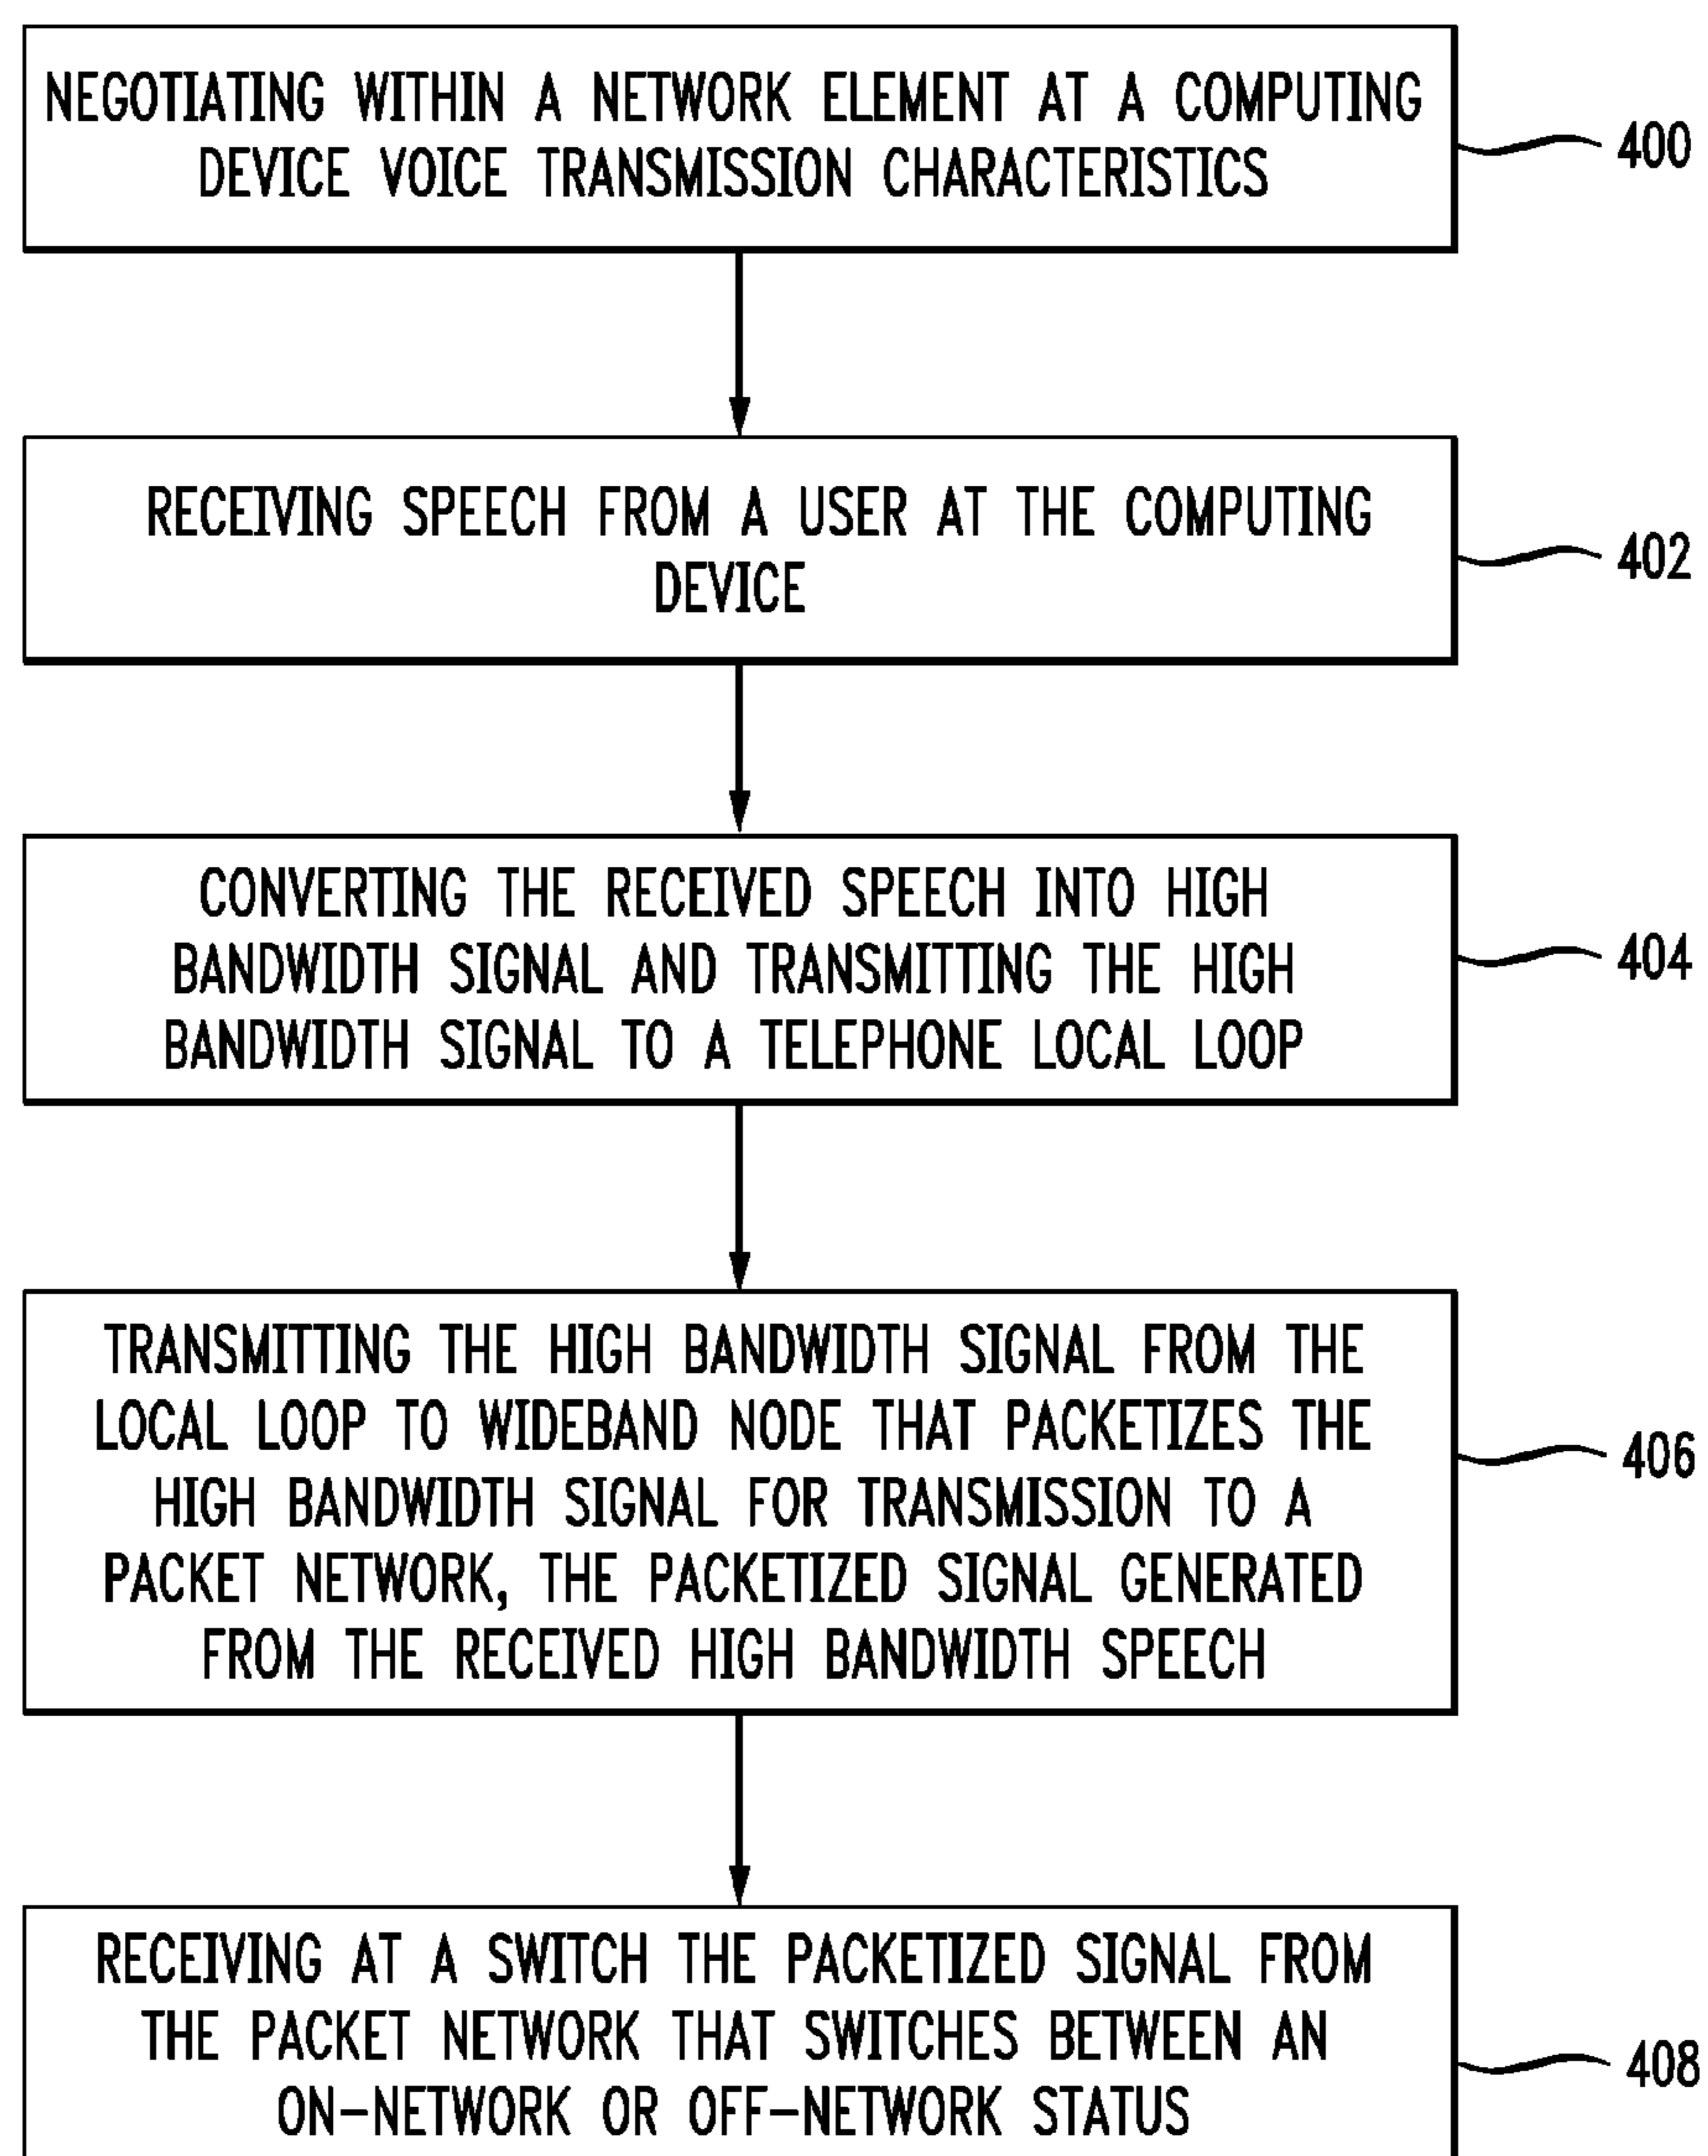 NEGOTIATING WITHIN A NETWORK ELEMENT AT A COMPUTING
DEVICE VOICE TRANSMISSION CHARACTERISTICS
400
RECEIVING SPEECH FROM A USER AT THE COMPUTING
DEVICE
402
CONVERTING THE RECEIVED SPEECH INTO HIGH
BANDWIDTH SIGNAL AND TRANSMITTING THE HIGH
BANDWIDTH SIGNAL TO A TELEPHONE LOCAL LOOP
404
TRANSMITTING THE HIGH BANDWIDTH SIGNAL FROM THE
LOCAL LOOP TO WIDEBAND NODE THAT PACKETIZES THE
HIGH BANDWIDTH SIGNAL FOR TRANSMISSION TO A
PACKET NETWORK, THE PACKETIZED SIGNAL GENERATED
FROM THE RECEIVED HIGH BANDWIDTH SPEECH
406
RECEIVING AT A SWITCH THE PACKETIZED SIGNAL FROM
THE PACKET NETWORK THAT SWITCHES BETWEEN AN
ON-NETWORK OR OFF-NETWORK STATUS
408